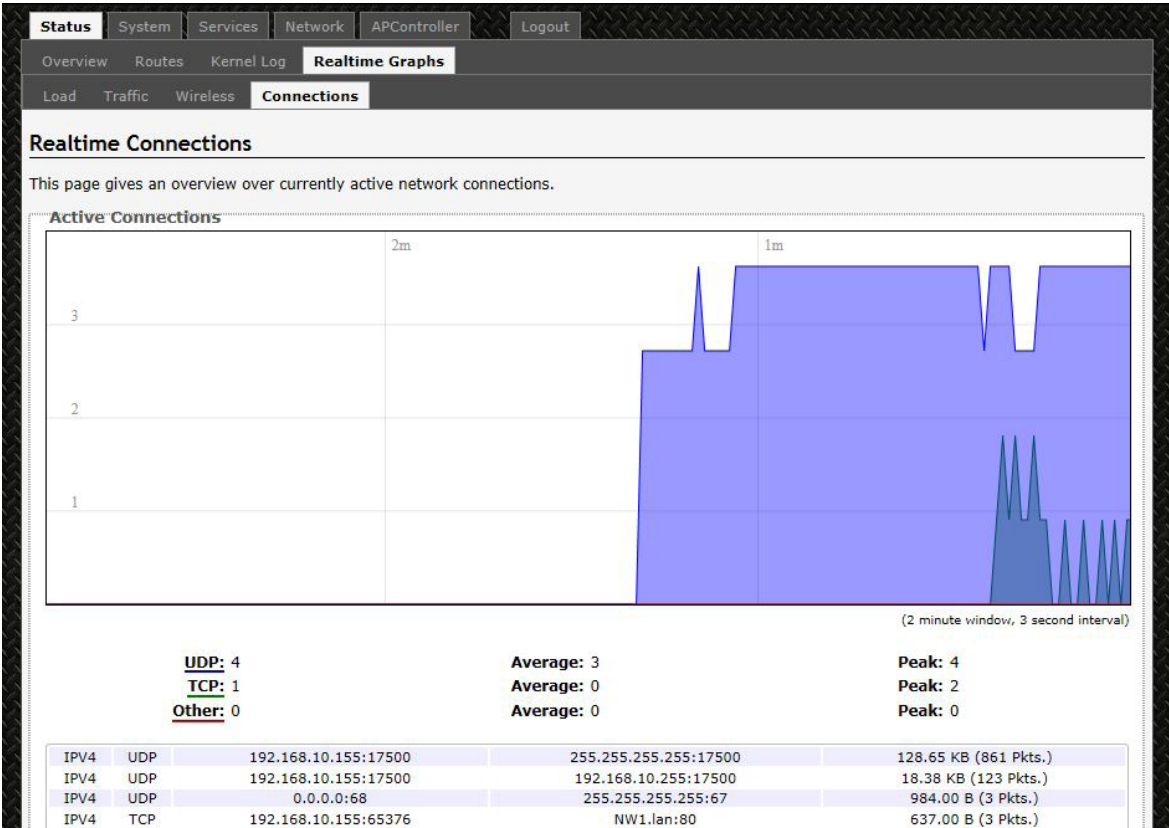 Status System Services Network APController Logout
Overview Routes Kernel Log Realtime Graphs
Load Traffic Wireless Connections
Realtime Connections
This page gives an overview over currently active network connections.
Active Connections
2m 1m
3
2
1
(2 minute window, 3 second interval)
UDP: 4 Average: 3 Peak: 4
TCP: 1 Average: 0 Peak: 2
Other: 0 Average: 0 Peak: 0
IPV4 UDP 192.168.10.155:17500 255.255.255.255:17500 128.65 KB (861 Pkts.)
IPV4 UDP 192.168.10.155:17500 192.168.10.255:17500 18.38 KB (123 Pkts.)
IPV4 UDP 0.0.0.0:68 255.255.255.255:67 984.00 B (3 Pkts.)
IPV4 TCP 192.168.10.155:65376 NW1.lan:80 637.00 B (3 Pkts.)